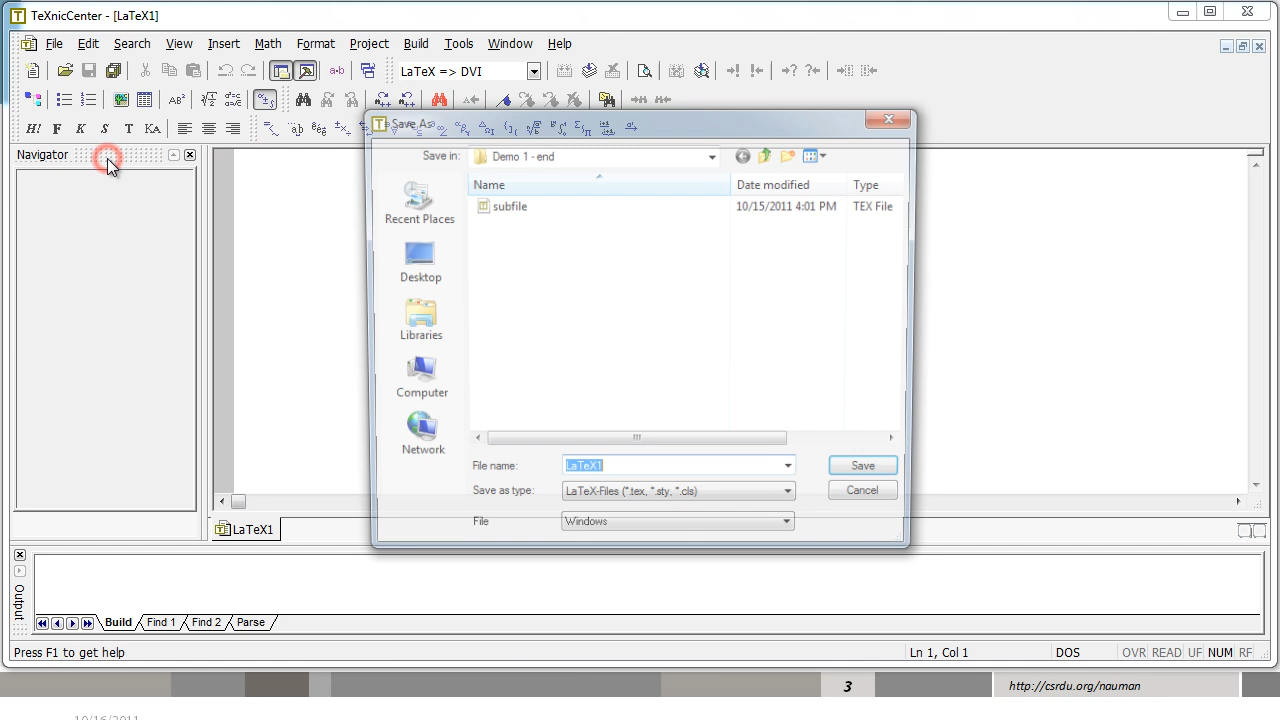 TeXnicCenter - [LaTeX1]
File Edit Search View Insert Math Format Project Build Tools Window Help
LaTeX => DVI
H! F K S T KA
Navigator
Save As
Save in: Demo 1 - end
Name Date modified Type
subfile 10/15/2011 4:01 PM TEX File
Recent Places
Desktop
Libraries
Computer
Network
File name: LaTeX1 Save
Save as type: LaTeX-Files (*.tex, *.sty, *.cls) Cancel
File Windows
LaTeX1
Output
Build Find 1 Find 2 Parse
Press F1 to get help Ln 1, Col 1 DOS OVR READ UF NUM RF
3 http://csrdu.org/nauman
10/16/2011